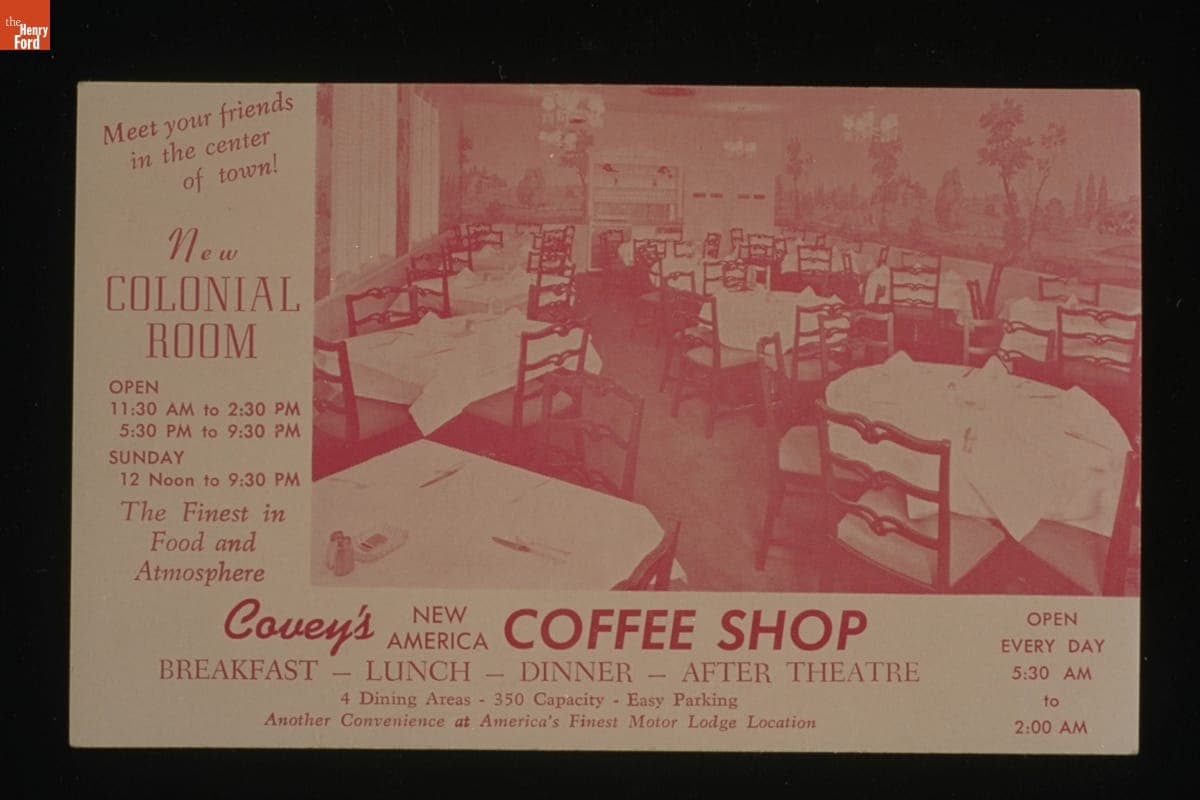 the
Henry
Ford
Meet your friends
in the center
of town!
New
COLONIAL
ROOM
OPEN
11:30 AM to 2:30 PM
5:30 PM to 9:30 PM
SUNDAY
12 Noon to 9:30 PM
The Finest in
Food and
Atmosphere
Covey's NEW AMERICA COFFEE SHOP
BREAKFAST – LUNCH – DINNER – AFTER THEATRE
4 Dining Areas - 350 Capacity - Easy Parking
Another Convenience at America's Finest Motor Lodge Location
OPEN
EVERY DAY
5:30 AM
to
2:00 AM